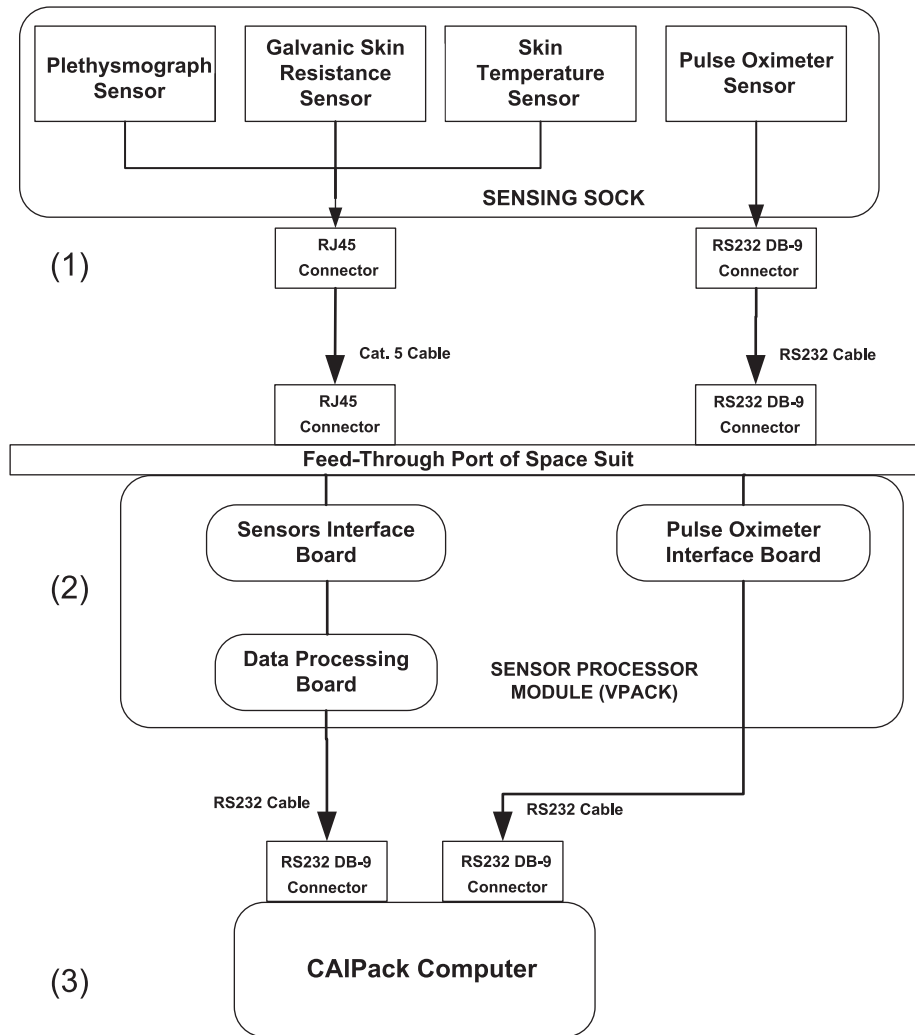 Plethysmograph
Sensor
Galvanic Skin
Resistance
Sensor
Skin
Temperature
Sensor
Pulse Oximeter
Sensor
SENSING SOCK
(1)
RJ45
Connector
RS232 DB-9
Connector
Cat. 5 Cable
RS232 Cable
RJ45
Connector
RS232 DB-9
Connector
Feed-Through Port of Space Suit
(2)
Sensors Interface
Board
Pulse Oximeter
Interface Board
Data Processing
Board
SENSOR PROCESSOR
MODULE (VPACK)
RS232 Cable
RS232 Cable
RS232 DB-9
Connector
RS232 DB-9
Connector
(3)
CAIPack Computer